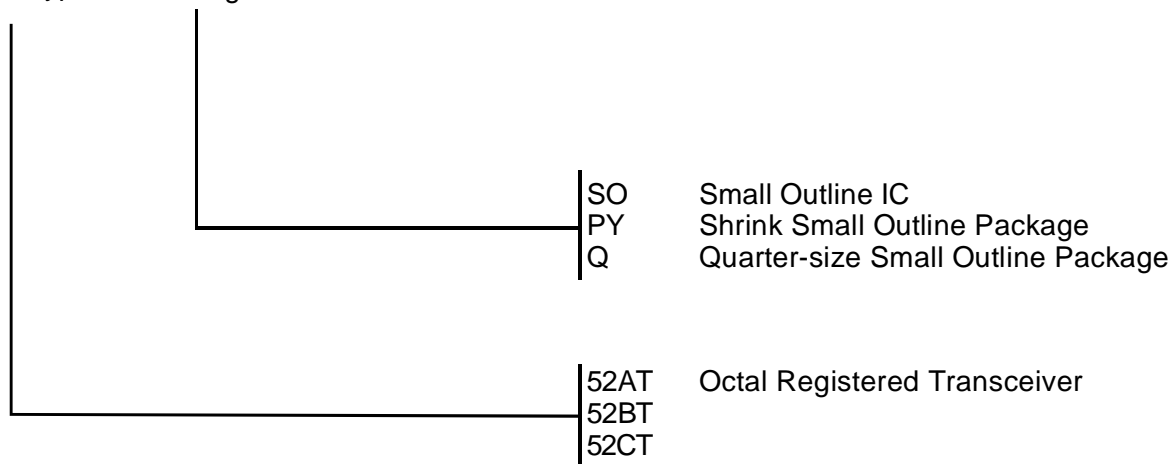 SO Small Outline IC
PY Shrink Small Outline Package
Q Quarter-size Small Outline Package
52AT Octal Registered Transceiver
52BT
52CT